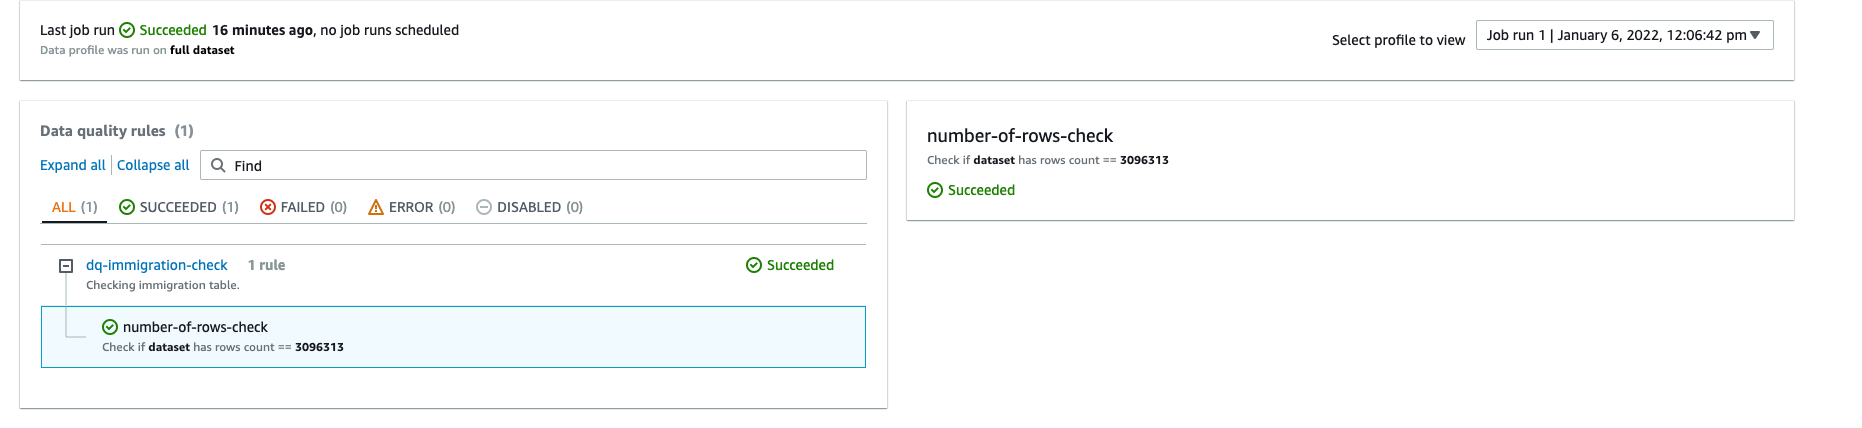 Last job run Succeeded 16 minutes ago, no job runs scheduled
Data profile was run on full dataset
Select profile to view
Job run 1 | January 6, 2022, 12:06:42 pm
Data quality rules (1)
Expand all
Collapse all
Find
ALL (1)
SUCCEEDED (1)
FAILED (0)
ERROR (0)
DISABLED (0)
dq-immigration-check 1 rule
Succeeded
Checking immigration table.
number-of-rows-check
Check if dataset has rows count == 3096313
number-of-rows-check
Check if dataset has rows count == 3096313
Succeeded